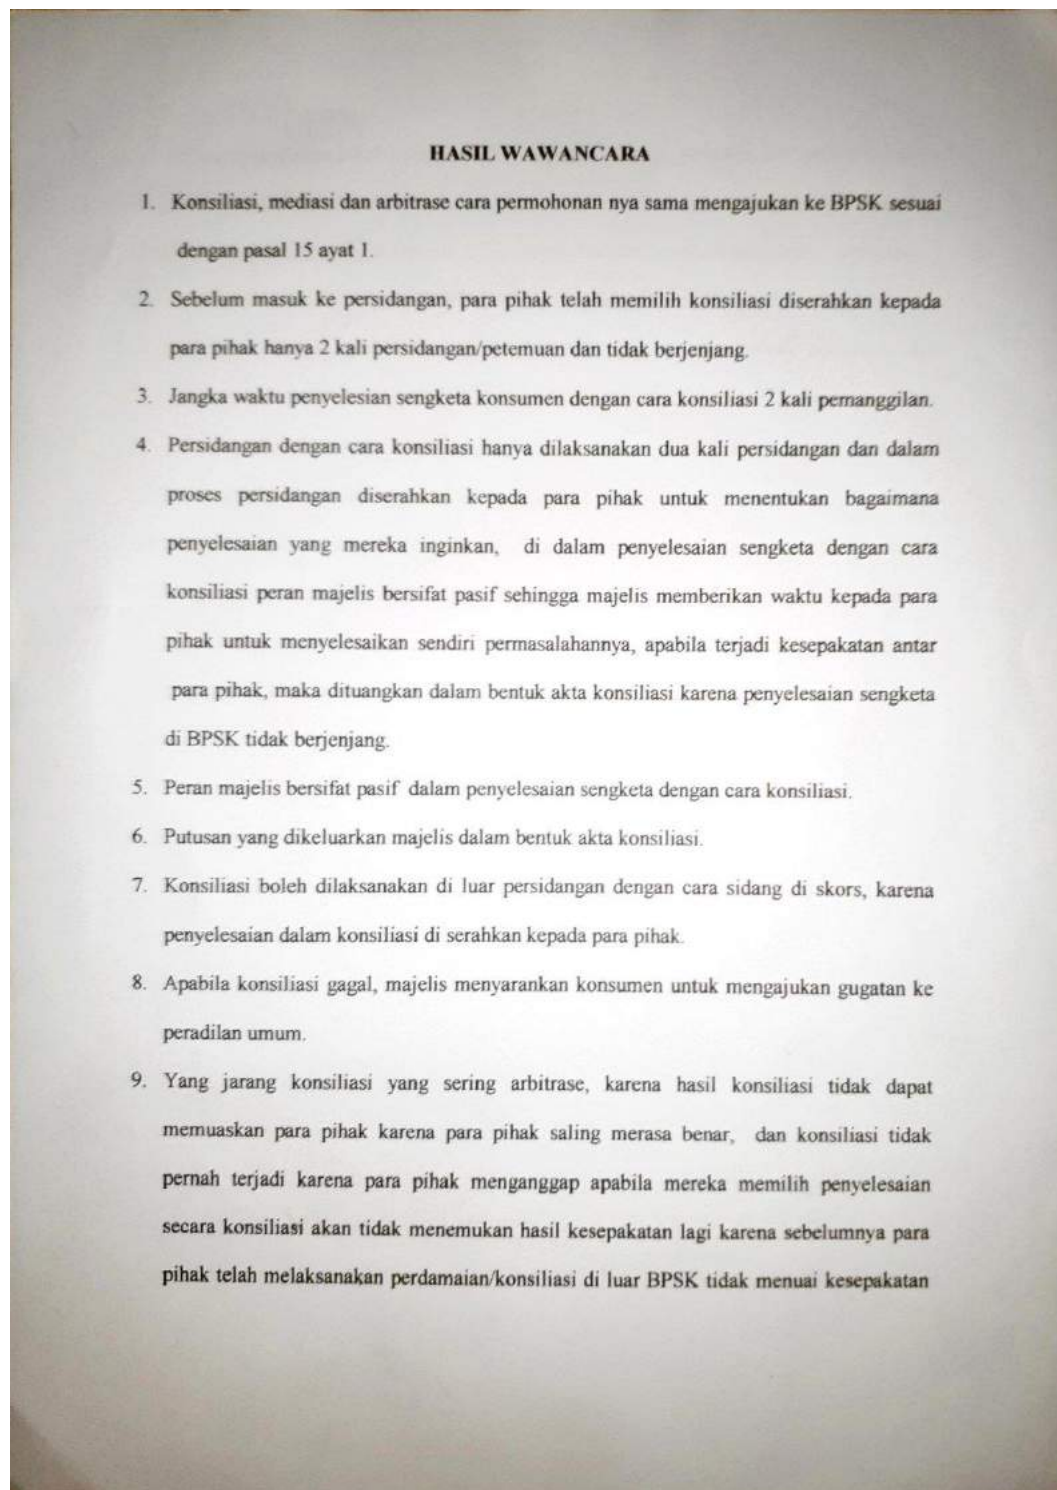 HASIL WAWANCARA
1. Konsiliasi, mediasi dan arbitrase cara permohonan nya sama mengajukan ke BPSK sesuai
dengan pasal 15 ayat 1.
2. Sebelum masuk ke persidangan, para pihak telah memilih konsiliasi diserahkan kepada
para pihak hanya 2 kali persidangan/petemuan dan tidak berjenjang.
3. Jangka waktu penyelesian sengketa konsumen dengan cara konsiliasi 2 kali pemanggilan.
4. Persidangan dengan cara konsiliasi hanya dilaksanakan dua kali persidangan dan dalam
proses persidangan diserahkan kepada para pihak untuk menentukan bagaimana
penyelesaian yang mereka inginkan, di dalam penyelesaian sengketa dengan cara
konsiliasi peran majelis bersifat pasif sehingga majelis memberikan waktu kepada para
pihak untuk menyelesaikan sendiri permasalahannya, apabila terjadi kesepakatan antar
para pihak, maka dituangkan dalam bentuk akta konsiliasi karena penyelesaian sengketa
di BPSK tidak berjenjang.
5. Peran majelis bersifat pasif dalam penyelesaian sengketa dengan cara konsiliasi.
6. Putusan yang dikeluarkan majelis dalam bentuk akta konsiliasi.
7. Konsiliasi boleh dilaksanakan di luar persidangan dengan cara sidang di skors, karena
penyelesaian dalam konsiliasi di serahkan kepada para pihak.
8. Apabila konsiliasi gagal, majelis menyarankan konsumen untuk mengajukan gugatan ke
peradilan umum.
9. Yang jarang konsiliasi yang sering arbitrase, karena hasil konsiliasi tidak dapat
memuaskan para pihak karena para pihak saling merasa benar, dan konsiliasi tidak
pernah terjadi karena para pihak menganggap apabila mereka memilih penyelesaian
secara konsiliasi akan tidak menemukan hasil kesepakatan lagi karena sebelumnya para
pihak telah melaksanakan perdamaian/konsiliasi di luar BPSK tidak menuai kesepakatan